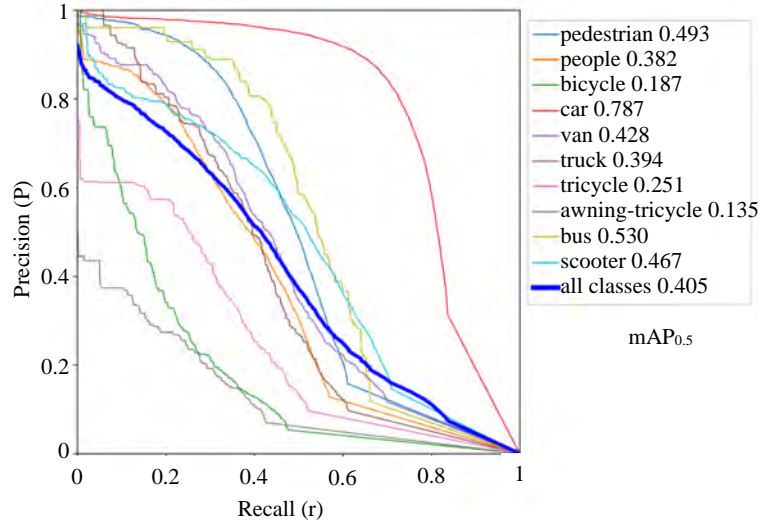 1
0.8
0.6
0.4
0.2
0
Precision (P)
0
0.2
0.4
0.6
0.8
1
Recall (r)
pedestrian 0.493
people 0.382
bicycle 0.187
car 0.787
van 0.428
truck 0.394
tricycle 0.251
awning-tricycle 0.135
bus 0.530
scooter 0.467
all classes 0.405
mAP0.5